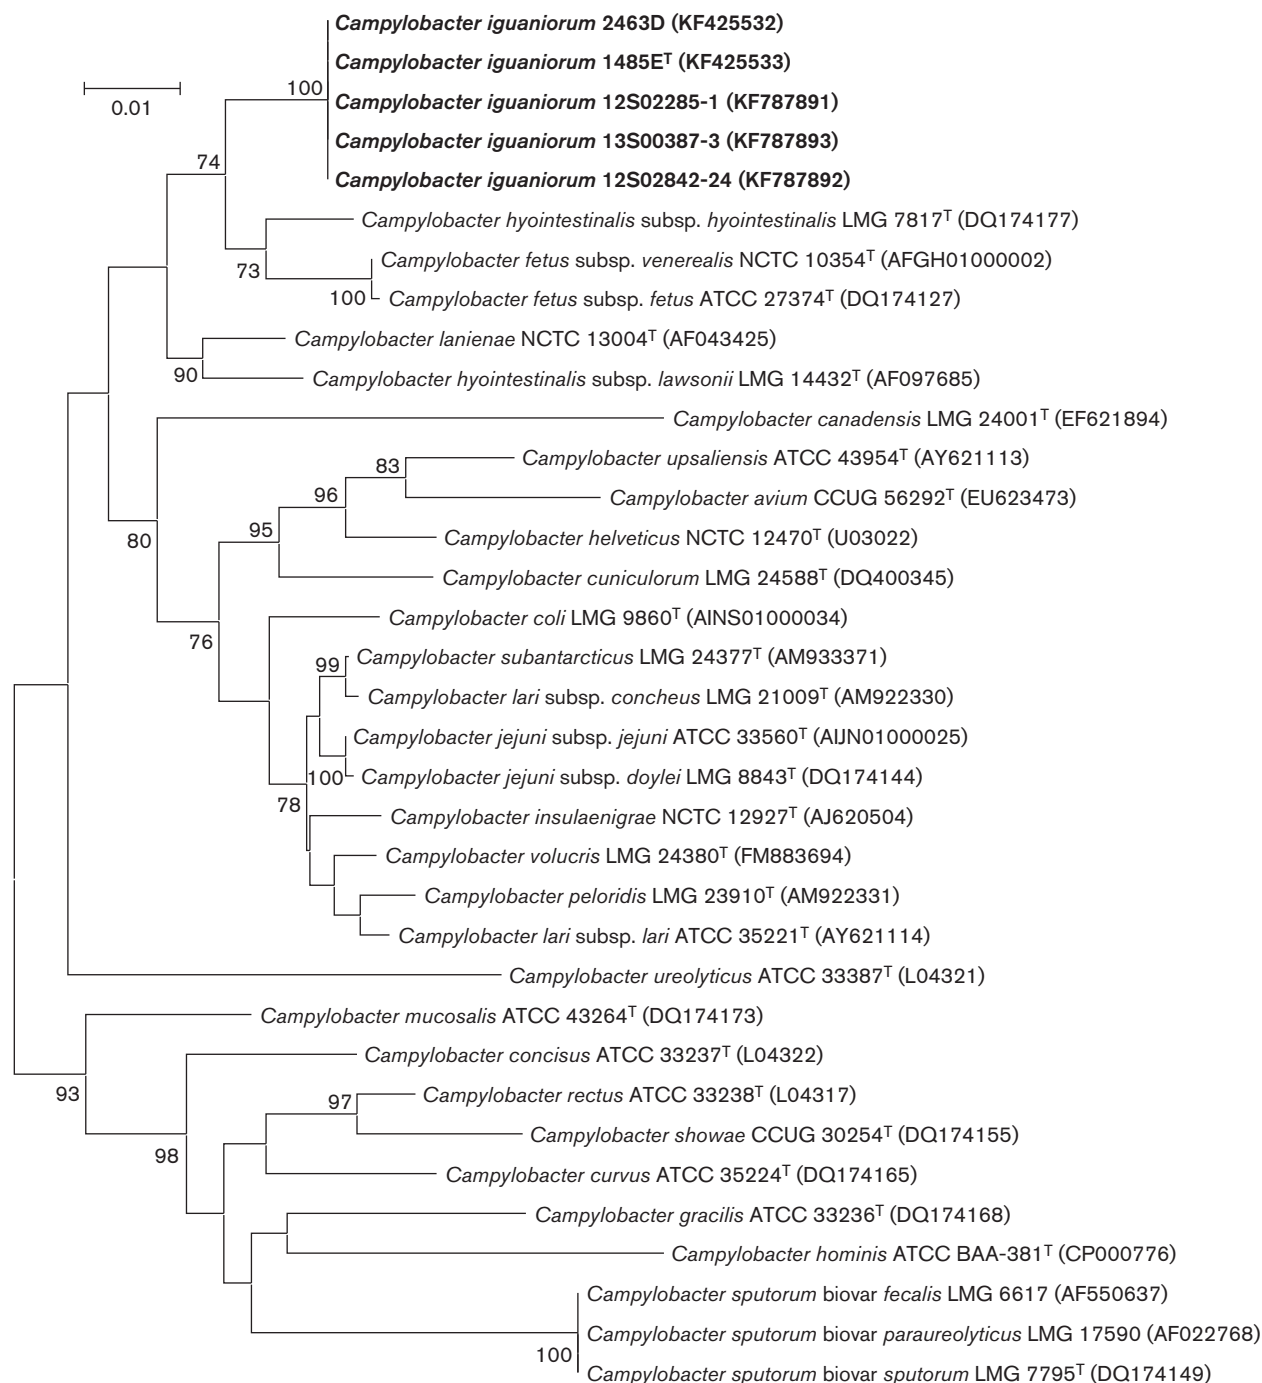 Campylobacter iguaniorum 2463D (KF425532)
Campylobacter iguaniorum 1485Eᵀ (KF425533)
100
0.01
Campylobacter iguaniorum 12S02285-1 (KF787891)
Campylobacter iguaniorum 13S00387-3 (KF787893)
74
Campylobacter iguaniorum 12S02842-24 (KF787892)
Campylobacter hyointestinalis subsp. hyointestinalis LMG 7817ᵀ (DQ174177)
Campylobacter fetus subsp. venerealis NCTC 10354ᵀ (AFGH01000002)
73
100
Campylobacter fetus subsp. fetus ATCC 27374ᵀ (DQ174127)
Campylobacter lanienae NCTC 13004ᵀ (AF043425)
90
Campylobacter hyointestinalis subsp. lawsonii LMG 14432ᵀ (AF097685)
Campylobacter canadensis LMG 24001ᵀ (EF621894)
Campylobacter upsaliensis ATCC 43954ᵀ (AY621113)
83
96
Campylobacter avium CCUG 56292ᵀ (EU623473)
95
80
Campylobacter helveticus NCTC 12470ᵀ (U03022)
Campylobacter cuniculorum LMG 24588ᵀ (DQ400345)
Campylobacter coli LMG 9860ᵀ (AINS01000034)
76
99
Campylobacter subantarcticus LMG 24377ᵀ (AM933371)
Campylobacter lari subsp. concheus LMG 21009ᵀ (AM922330)
Campylobacter jejuni subsp. jejuni ATCC 33560ᵀ (AIJN01000025)
100
Campylobacter jejuni subsp. doylei LMG 8843ᵀ (DQ174144)
78
Campylobacter insulaenigrae NCTC 12927ᵀ (AJ620504)
Campylobacter volucris LMG 24380ᵀ (FM883694)
Campylobacter peloridis LMG 23910ᵀ (AM922331)
Campylobacter lari subsp. lari ATCC 35221ᵀ (AY621114)
Campylobacter ureolyticus ATCC 33387ᵀ (L04321)
Campylobacter mucosalis ATCC 43264ᵀ (DQ174173)
Campylobacter concisus ATCC 33237ᵀ (L04322)
93
97
Campylobacter rectus ATCC 33238ᵀ (L04317)
Campylobacter showae CCUG 30254ᵀ (DQ174155)
98
Campylobacter curvus ATCC 35224ᵀ (DQ174165)
Campylobacter gracilis ATCC 33236ᵀ (DQ174168)
Campylobacter hominis ATCC BAA-381ᵀ (CP000776)
Campylobacter sputorum biovar fecalis LMG 6617 (AF550637)
Campylobacter sputorum biovar paraureolyticus LMG 17590 (AF022768)
100
Campylobacter sputorum biovar sputorum LMG 7795ᵀ (DQ174149)